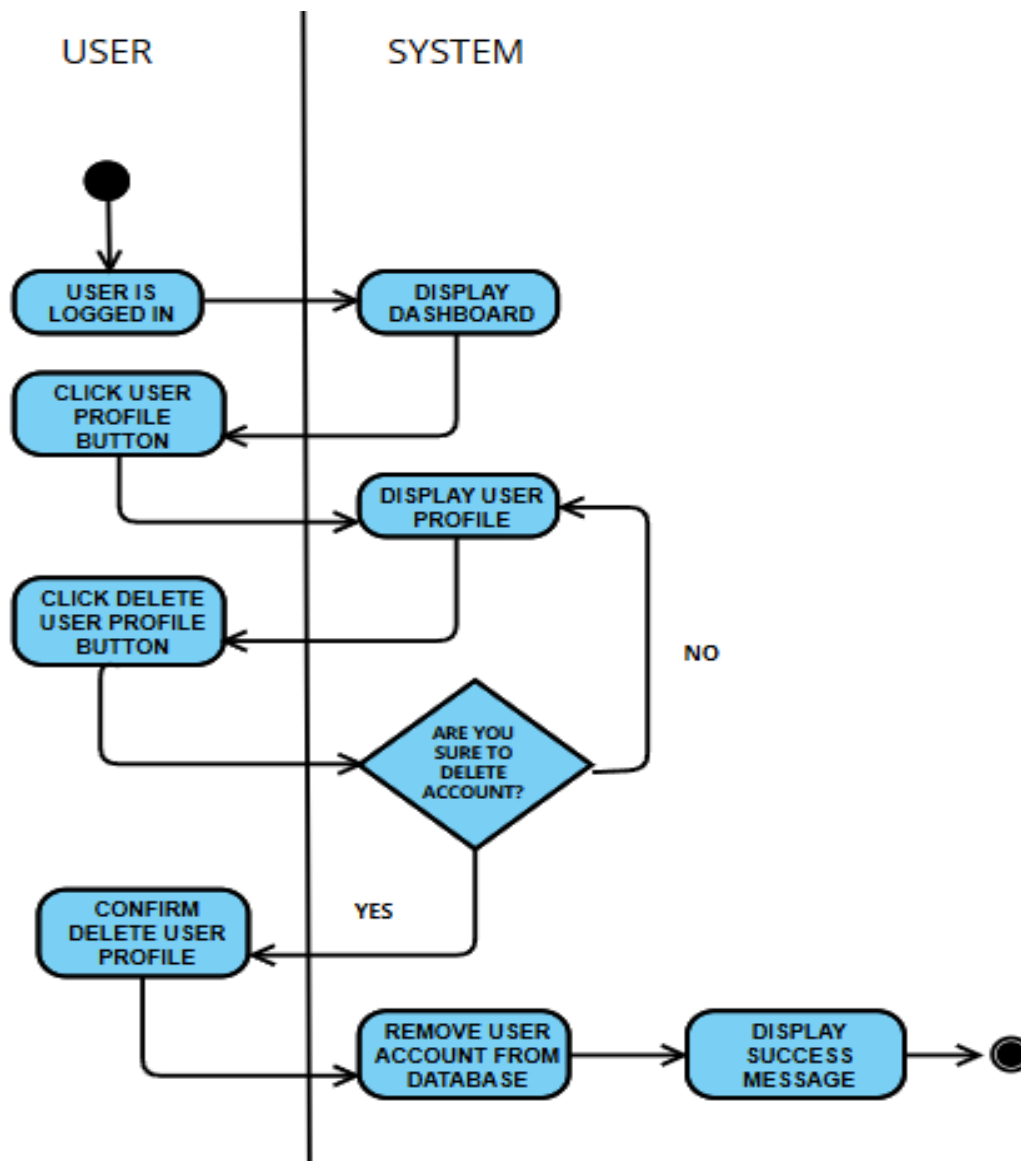 USER
SYSTEM
USER IS
LOGGED IN
DISPLAY
DASHBOARD
CLICK USER
PROFILE
BUTTON
DISPLAY USER
PROFILE
CLICK DELETE
USER PROFILE
BUTTON
NO
ARE YOU
SURE TO
DELETE
ACCOUNT?
YES
CONFIRM
DELETE USER
PROFILE
REMOVE USER
ACCOUNT FROM
DATABASE
DISPLAY
SUCCESS
MESSAGE